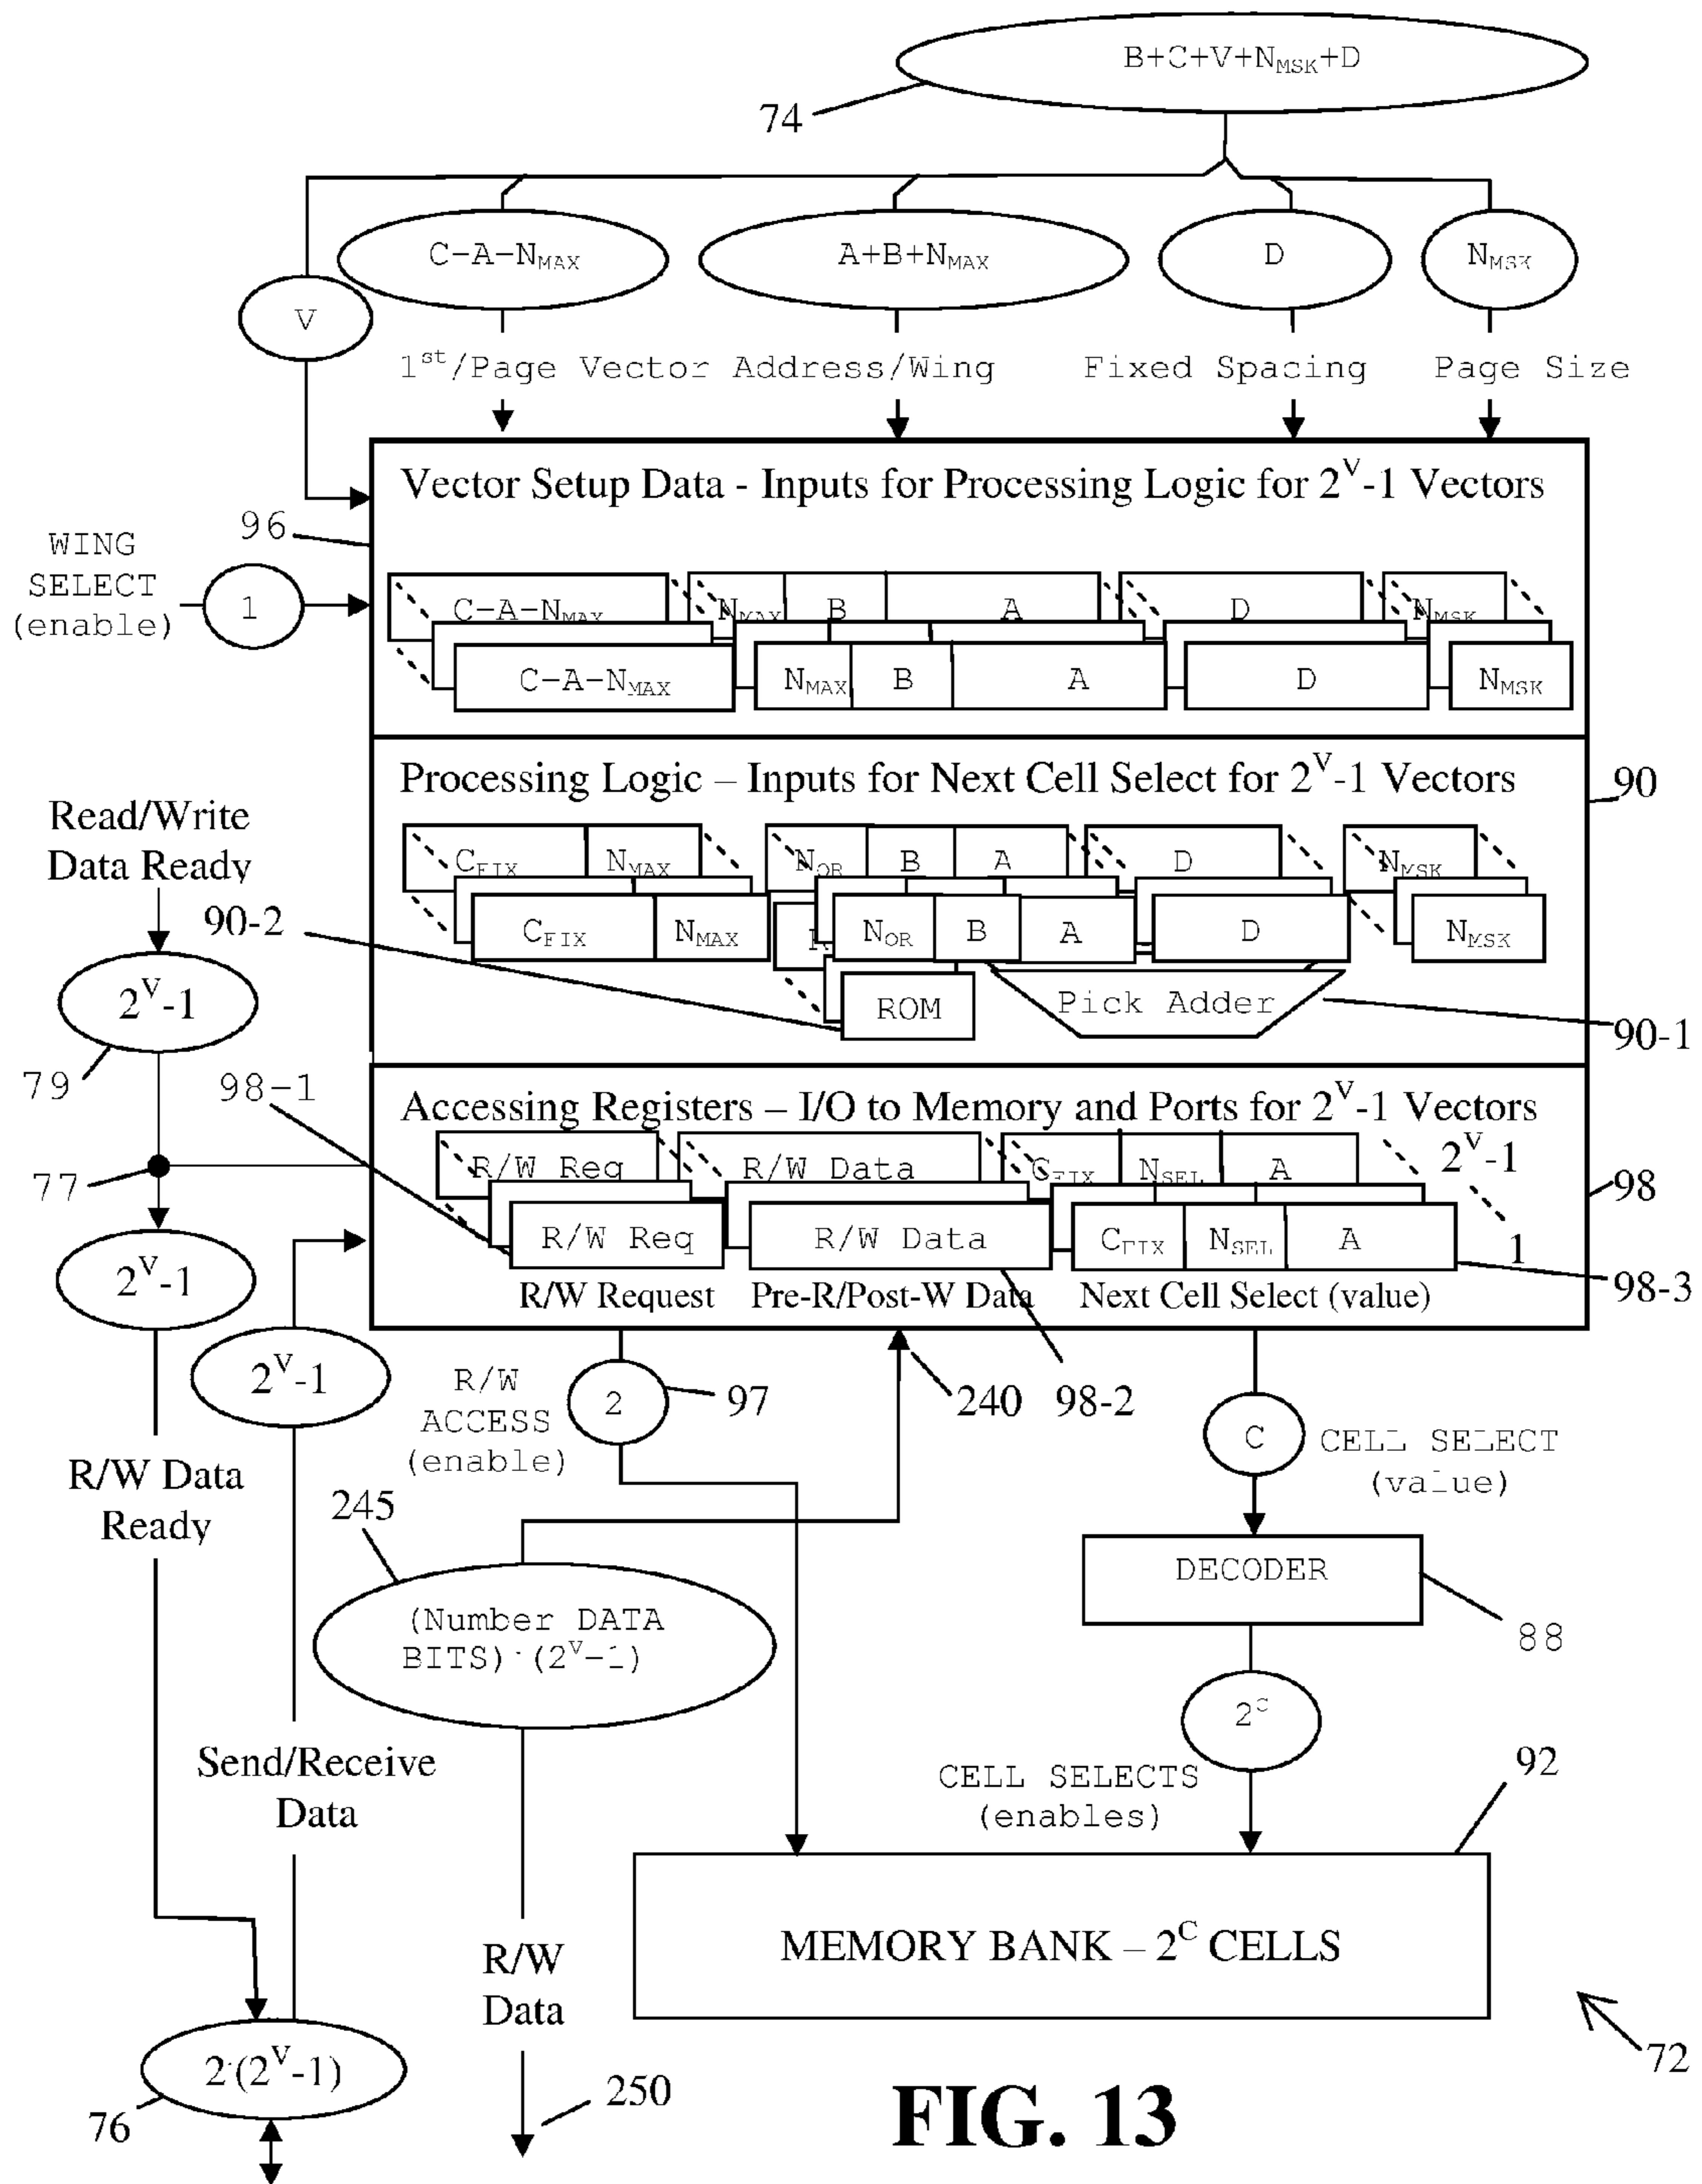 B+C+V+N_MSK+D
74
C-A-N_MAX
A+B+N_MAX
D
N_MSK
V
1st/Page Vector Address/Wing
Fixed Spacing
Page Size
Vector Setup Data - Inputs for Processing Logic for 2^V-1 Vectors
96
WING
SELECT
(enable)
1
C-A-N_MAX
N_MAX B A
D
N_MSK
C-A-N_MAX
N_MAX B A
D
N_MSK
Processing Logic – Inputs for Next Cell Select for 2^V-1 Vectors
90
Read/Write
Data Ready
C_FIX N_MAX
N_OR B A
D
N_MSK
90-2
C_FIX N_MAX
N_OR B A
D
N_MSK
ROM
Pick Adder
90-1
2^V-1
79
98-1
Accessing Registers – I/O to Memory and Ports for 2^V-1 Vectors
77
R/W Req
R/W Data
C_FIX N_SEL A
2^V-1
98
R/W Req
R/W Data
C_FIX N_SEL A
1
98-3
R/W Request
Pre-R/Post-W Data
Next Cell Select (value)
2^V-1
2^V-1
R/W
ACCESS
(enable)
2
97
240
98-2
C
CELL SELECT
(value)
R/W Data
Ready
245
(Number DATA
BITS)·(2^V-1)
DECODER
88
2^C
Send/Receive
Data
CELL SELECTS
(enables)
92
MEMORY BANK – 2^C CELLS
R/W
Data
72
2·(2^V-1)
76
250
FIG. 13